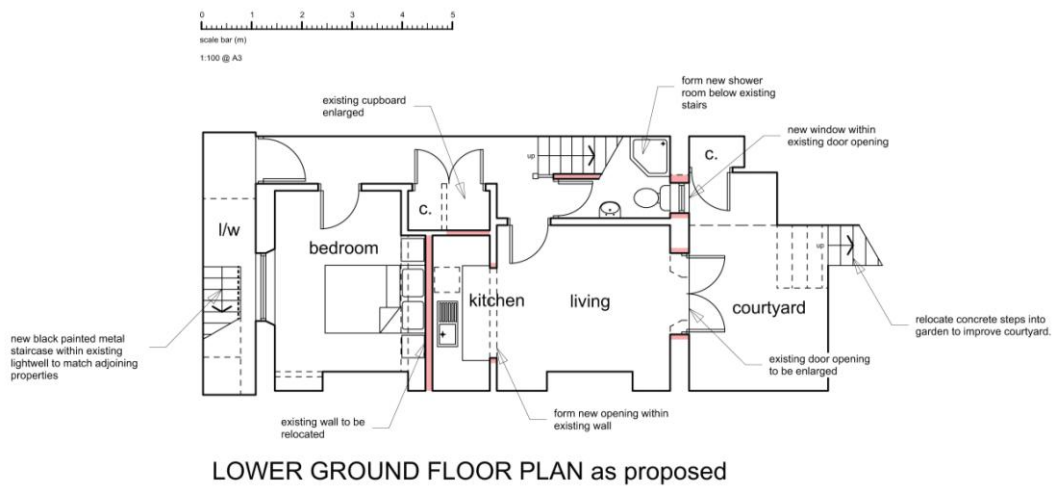 0 1 2 3 4 5
scale bar (m)
1:100 @ A3
form new shower
room below existing
stairs
existing cupboard
enlarged
new window within
existing door opening
up
c.
c.
l/w
bedroom
up
kitchen
living
courtyard
new black painted metal
staircase within existing
lightwell to match adjoining
properties
relocate concrete steps into
garden to improve courtyard.
existing door opening
to be enlarged
existing wall to be
relocated
form new opening within
existing wall
LOWER GROUND FLOOR PLAN as proposed